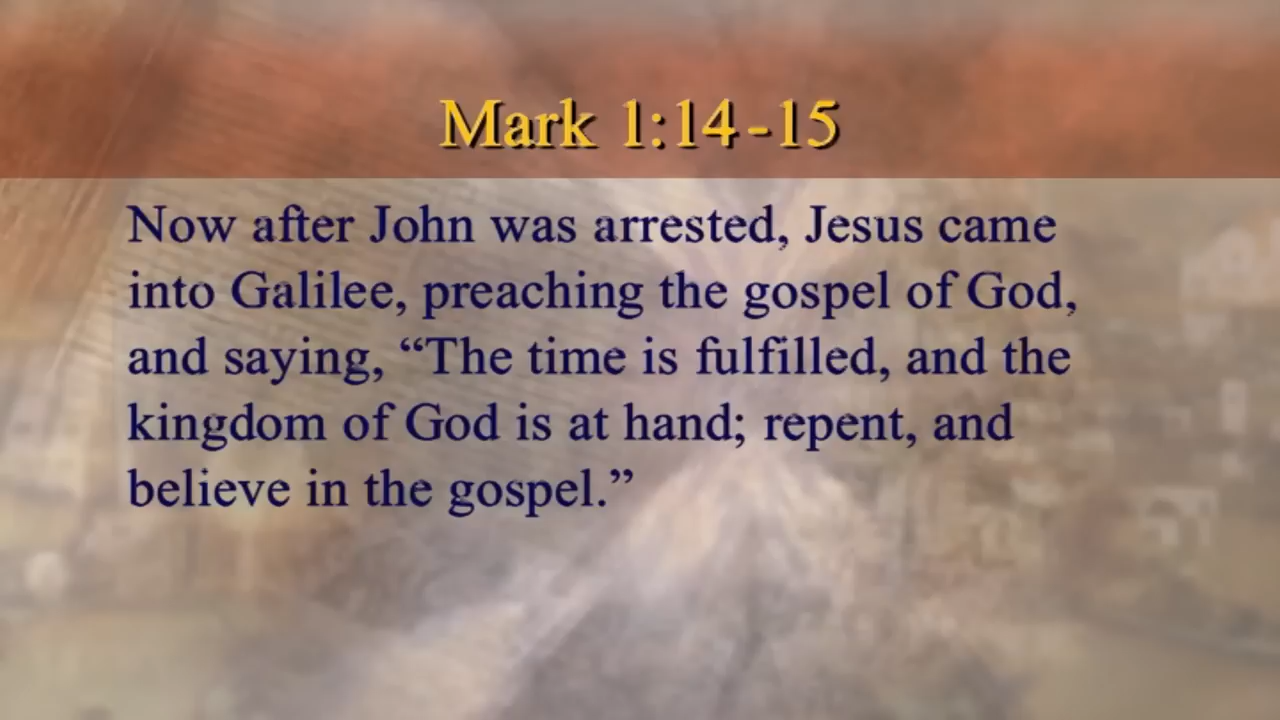 Mark 1:14-15
Now after John was arrested, Jesus came
into Galilee, preaching the gospel of God,
and saying, “The time is fulfilled, and the
kingdom of God is at hand; repent, and
believe in the gospel.”